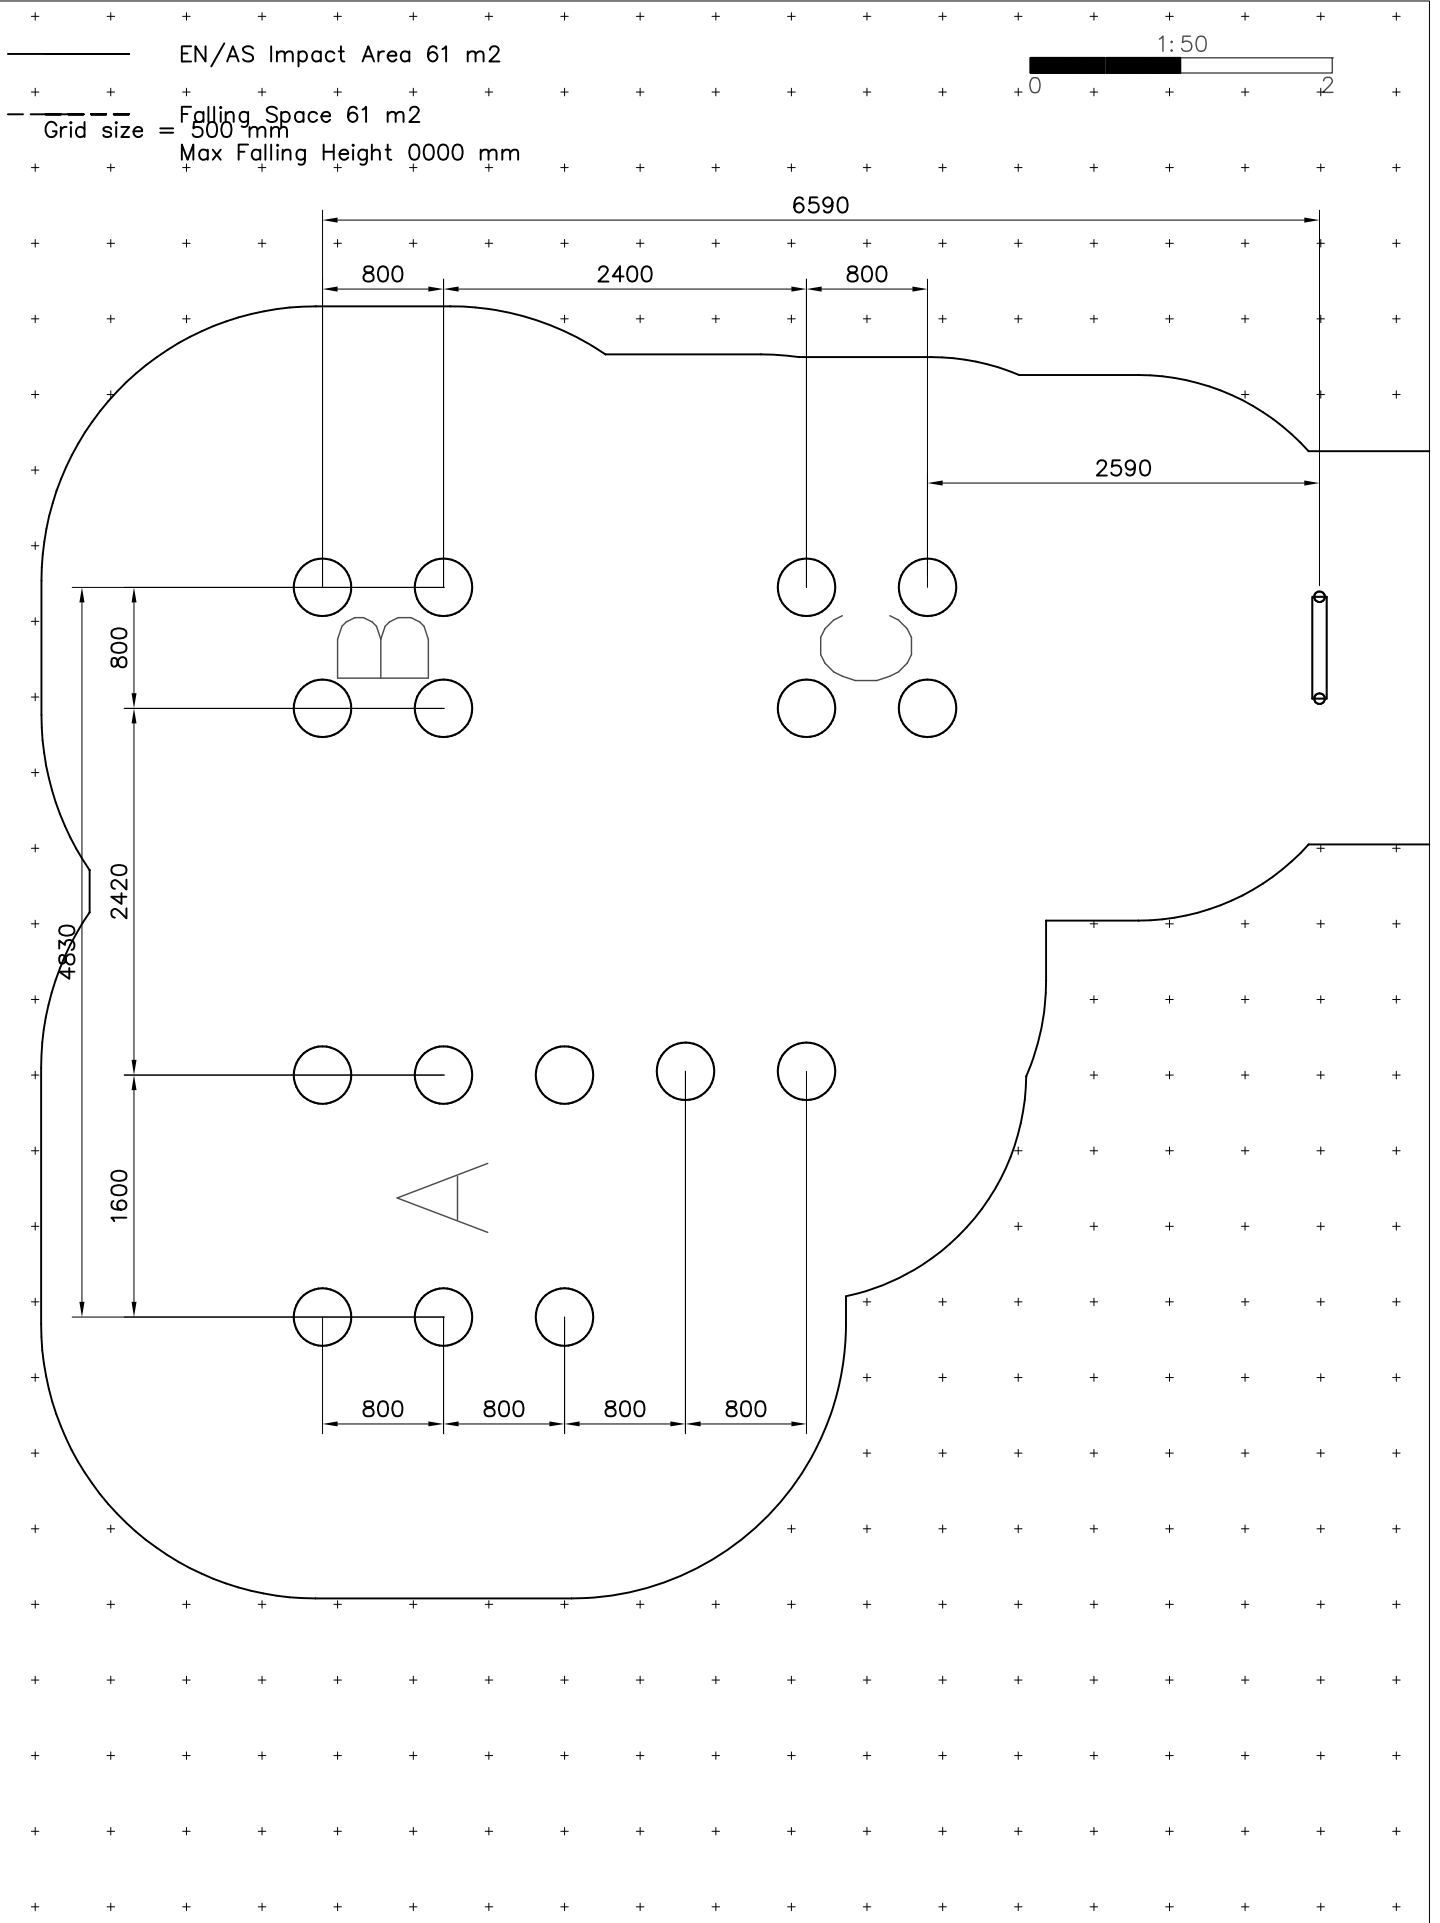 EN/AS Impact Area 61 m2
1:50
0 2
Falling Space 61 m2
Grid size = 500 mm
Max Falling Height 0000 mm
6590
800 2400 800
2590
800
B C
2420
4830
1600
A
800 800 800 800